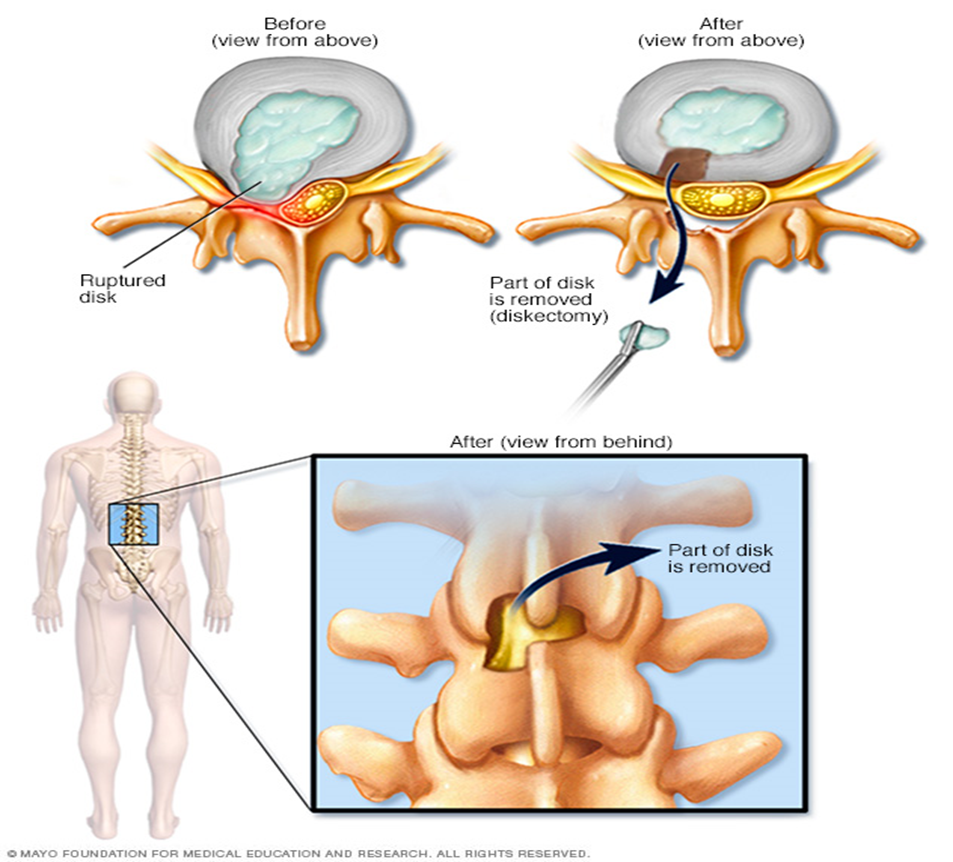 Before
(view from above)
After
(view from above)
Ruptured
disk
Part of disk
is removed
(diskectomy)
After (view from behind)
Part of disk
is removed
© MAYO FOUNDATION FOR MEDICAL EDUCATION AND RESEARCH. ALL RIGHTS RESERVED.